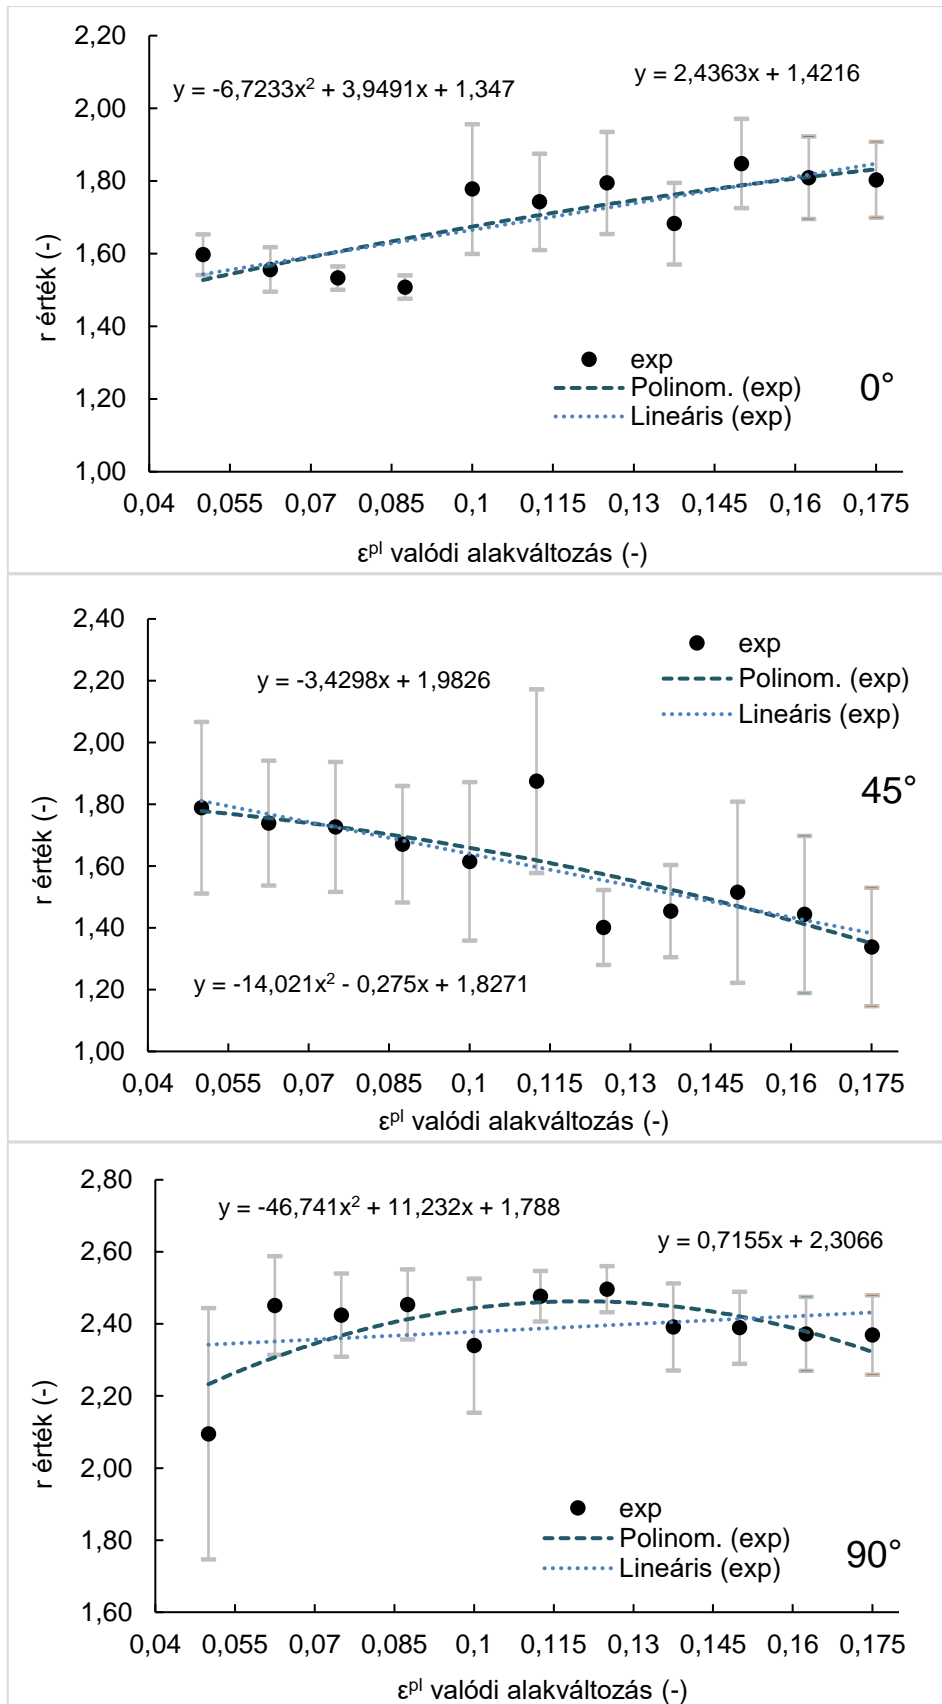 2,20
2,00
1,80
1,60
1,40
1,20
1,00
r érték (-)
y = -6,7233x² + 3,9491x + 1,347
y = 2,4363x + 1,4216
exp
Polinom. (exp)
Lineáris (exp)
0°
0,04 0,055 0,07 0,085 0,1 0,115 0,13 0,145 0,16 0,175
εᵖˡ valódi alakváltozás (-)
2,40
2,20
2,00
1,80
1,60
1,40
1,20
1,00
r érték (-)
exp
Polinom. (exp)
Lineáris (exp)
y = -3,4298x + 1,9826
45°
y = -14,021x² - 0,275x + 1,8271
0,04 0,055 0,07 0,085 0,1 0,115 0,13 0,145 0,16 0,175
εᵖˡ valódi alakváltozás (-)
2,80
2,60
2,40
2,20
2,00
1,80
1,60
r érték (-)
y = -46,741x² + 11,232x + 1,788
y = 0,7155x + 2,3066
exp
Polinom. (exp)
Lineáris (exp)
90°
0,04 0,055 0,07 0,085 0,1 0,115 0,13 0,145 0,16 0,175
εᵖˡ valódi alakváltozás (-)